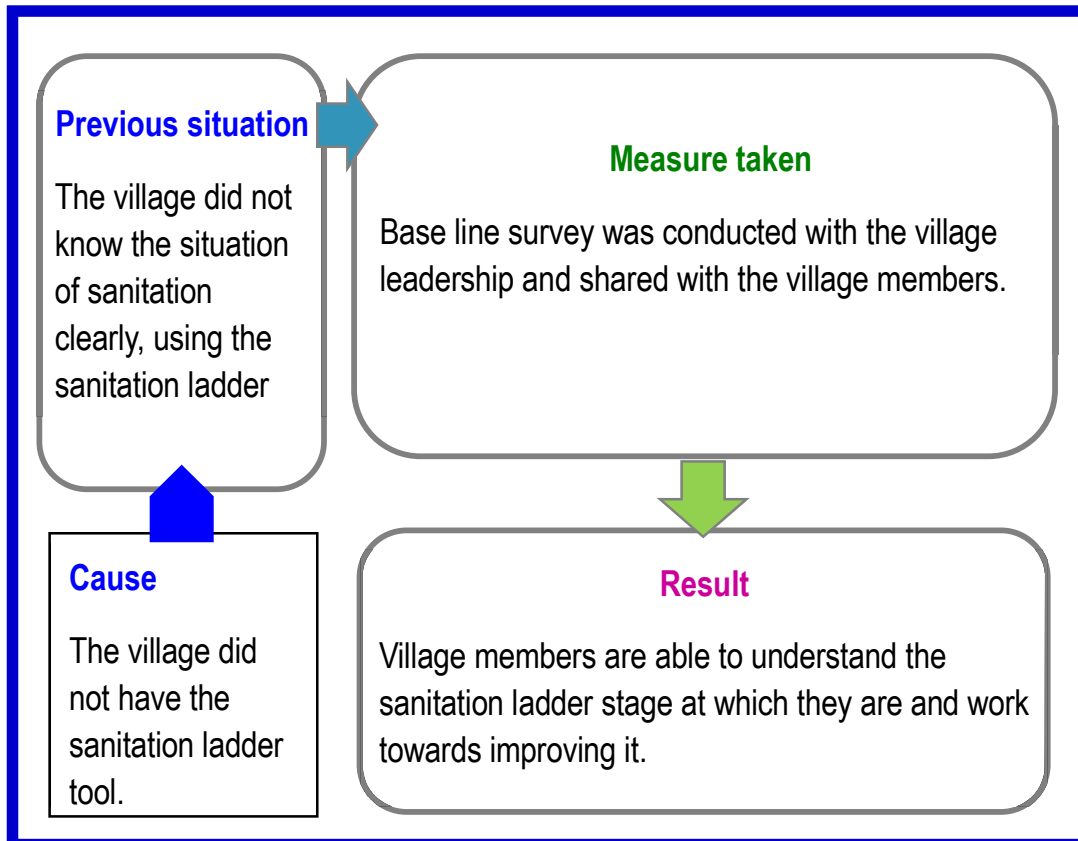 Previous situation
The village did not
know the situation
of sanitation
clearly, using the
sanitation ladder
Measure taken
Base line survey was conducted with the village
leadership and shared with the village members.
Cause
The village did
not have the
sanitation ladder
tool.
Result
Village members are able to understand the
sanitation ladder stage at which they are and work
towards improving it.